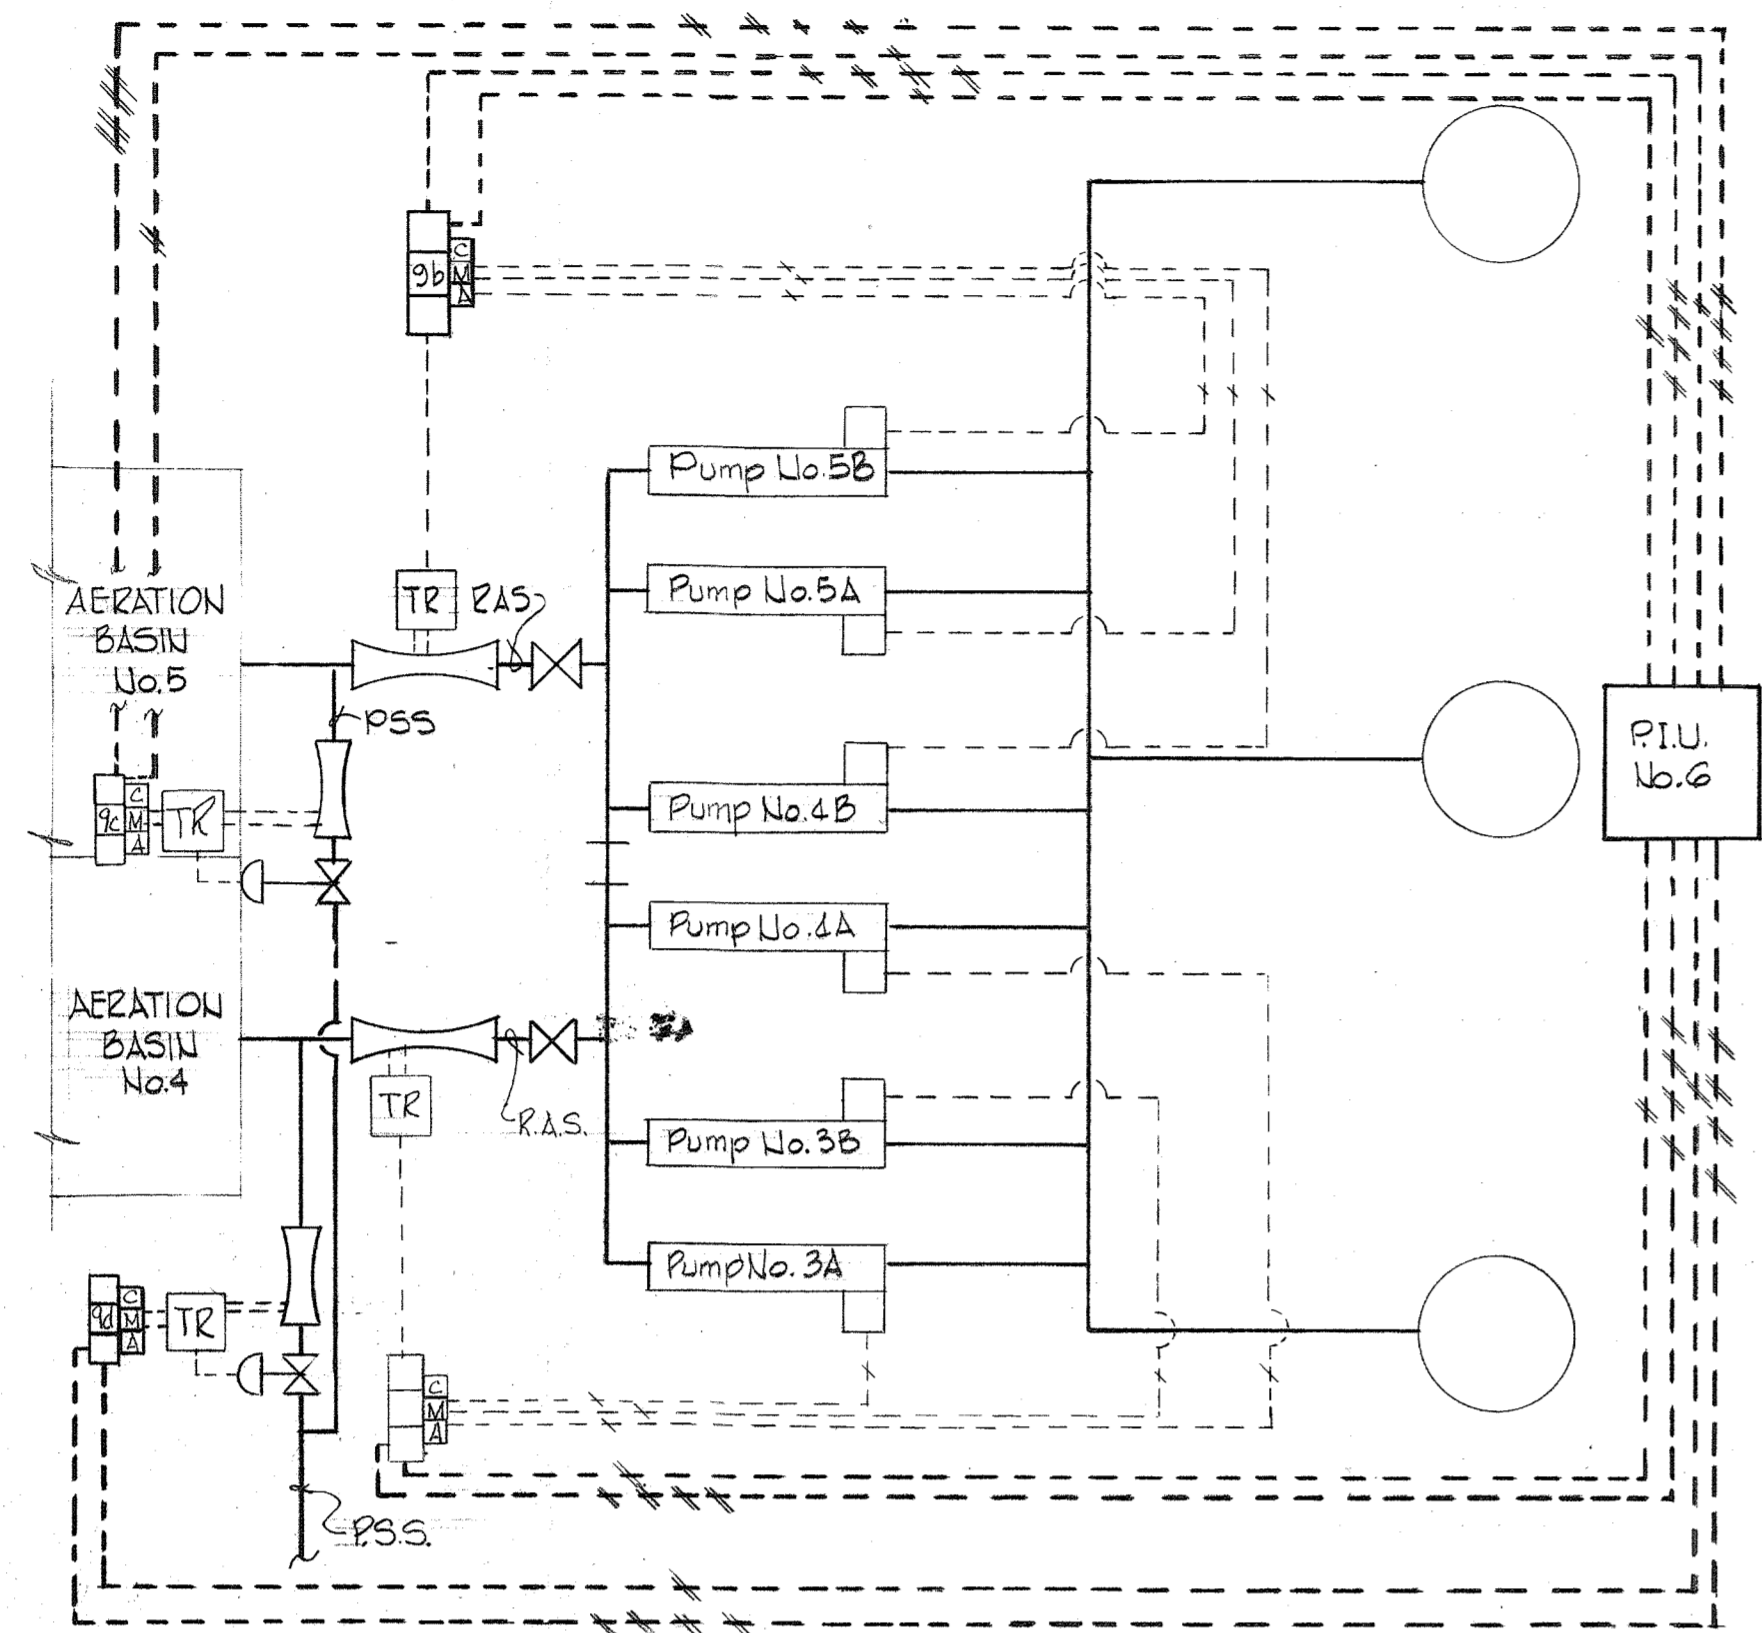 C
9b
M
A
Pump No.5B
TR
RAS
Pump No.5A
AERATION
BASIN
No.5
PSS
P.I.U.
No.6
C
9c
M
A
TR
Pump No.4B
Pump No.4A
AERATION
BASIN
No.4
TR
R.A.S.
Pump No.3B
Pump No.3A
C
9d
M
A
TR
C
M
A
P.S.S.